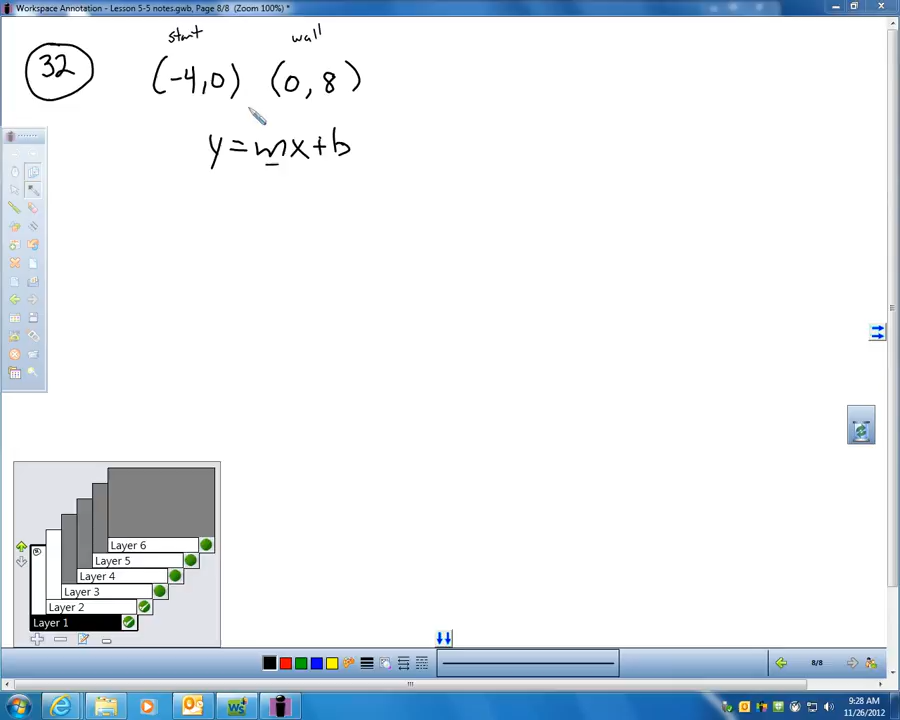 Workspace Annotation - Lesson 5-5 notes.gwb, Page 8/8 (Zoom 100%) *
start wall
32 (-4,0) (0,8)
y=mx+b
Layer 6
Layer 5
Layer 4
Layer 3
Layer 2
Layer 1
8/8
9:28 AM
11/26/2012